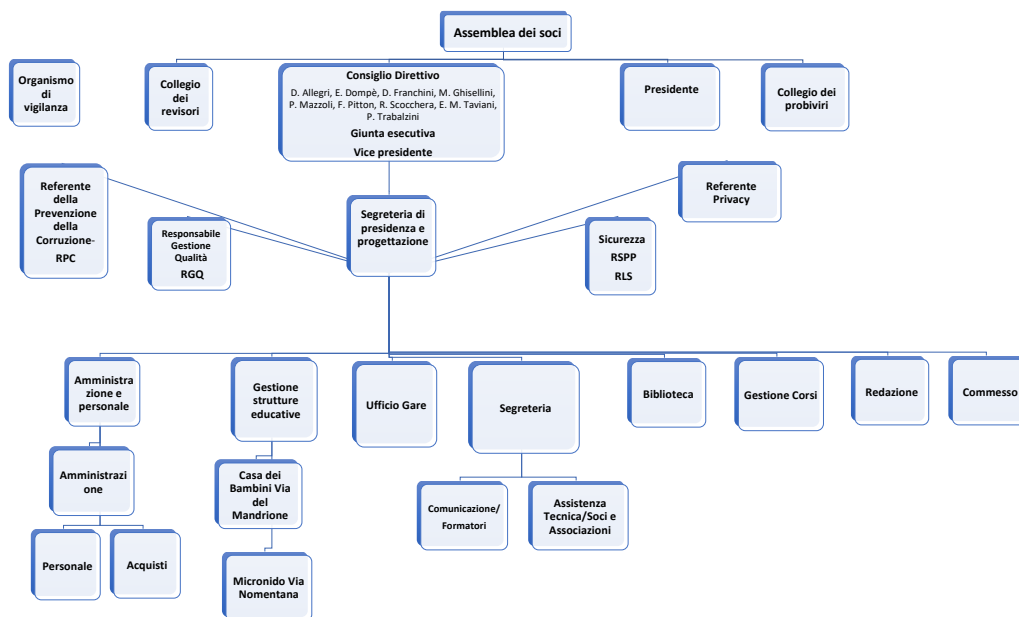 Assemblea dei soci
Organismo
di
vigilanza
Collegio
dei
revisori
Consiglio Direttivo
D. Allegri, E. Dompè, D. Franchini, M. Ghisellini,
P. Mazzoli, F. Pitton, R. Scocchera, E. M. Taviani,
P. Trabalzini
Giunta esecutiva
Vice presidente
Presidente
Collegio dei
probiviri
Referente
della
Prevenzione
della
Corruzione-
RPC
Responsabile
Gestione
Qualità
RGQ
Segreteria di
presidenza e
progettazione
Sicurezza
RSPP
RLS
Referente
Privacy
Amministra
zione e
personale
Gestione
strutture
educative
Ufficio Gare
Segreteria
Biblioteca
Gestione Corsi
Redazione
Commesso
Amministrazi
one
Casa dei
Bambini Via
del
Mandrione
Comunicazione/
Formatori
Assistenza
Tecnica/Soci e
Associazioni
Personale
Acquisti
Micronido Via
Nomentana